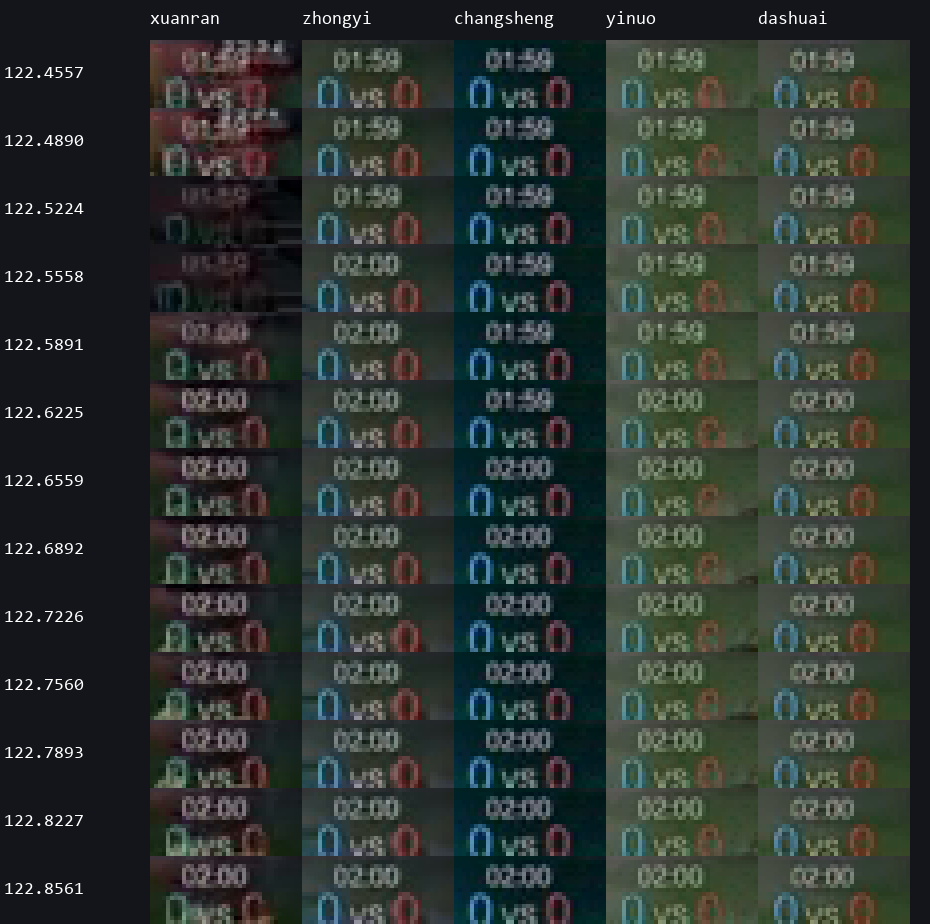 xuanran zhongyi changsheng yinuo dashuai
122.4557 01:59 01:59 01:59 01:59 01:59
0 vs 0 0 vs 0 0 vs 0 0 vs 0 0 vs 0
122.4890 01:59 01:59 01:59 01:59 01:59
0 vs 0 0 vs 0 0 vs 0 0 vs 0 0 vs 0
122.5224 01:59 01:59 01:59 01:59 01:59
0 vs 0 0 vs 0 0 vs 0 0 vs 0 0 vs 0
122.5558 01:59 02:00 01:59 01:59 01:59
0 vs 0 0 vs 0 0 vs 0 0 vs 0 0 vs 0
122.5891 02:00 01:59 01:59 01:59
0 vs 0 0 vs 0 0 vs 0 0 vs 0 0 vs 0
122.6225 02:00 02:00 01:59 02:00 02:00
0 vs 0 0 vs 0 0 vs 0 0 vs 0 0 vs 0
122.6559 02:00 02:00 02:00 02:00 02:00
0 vs 0 0 vs 0 0 vs 0 0 vs 0 0 vs 0
122.6892 02:00 02:00 02:00 02:00 02:00
0 vs 0 0 vs 0 0 vs 0 0 vs 0 0 vs 0
122.7226 02:00 02:00 02:00 02:00 02:00
0 vs 0 0 vs 0 0 vs 0 0 vs 0 0 vs 0
122.7560 02:00 02:00 02:00 02:00 02:00
0 vs 0 0 vs 0 0 vs 0 0 vs 0 0 vs 0
122.7893 02:00 02:00 02:00 02:00 02:00
0 vs 0 0 vs 0 0 vs 0 0 vs 0 0 vs 0
122.8227 02:00 02:00 02:00 02:00 02:00
0 vs 0 0 vs 0 0 vs 0 0 vs 0 0 vs 0
122.8561 02:00 02:00 02:00 02:00 02:00
0 vs 0 0 vs 0 0 vs 0 0 vs 0 0 vs 0